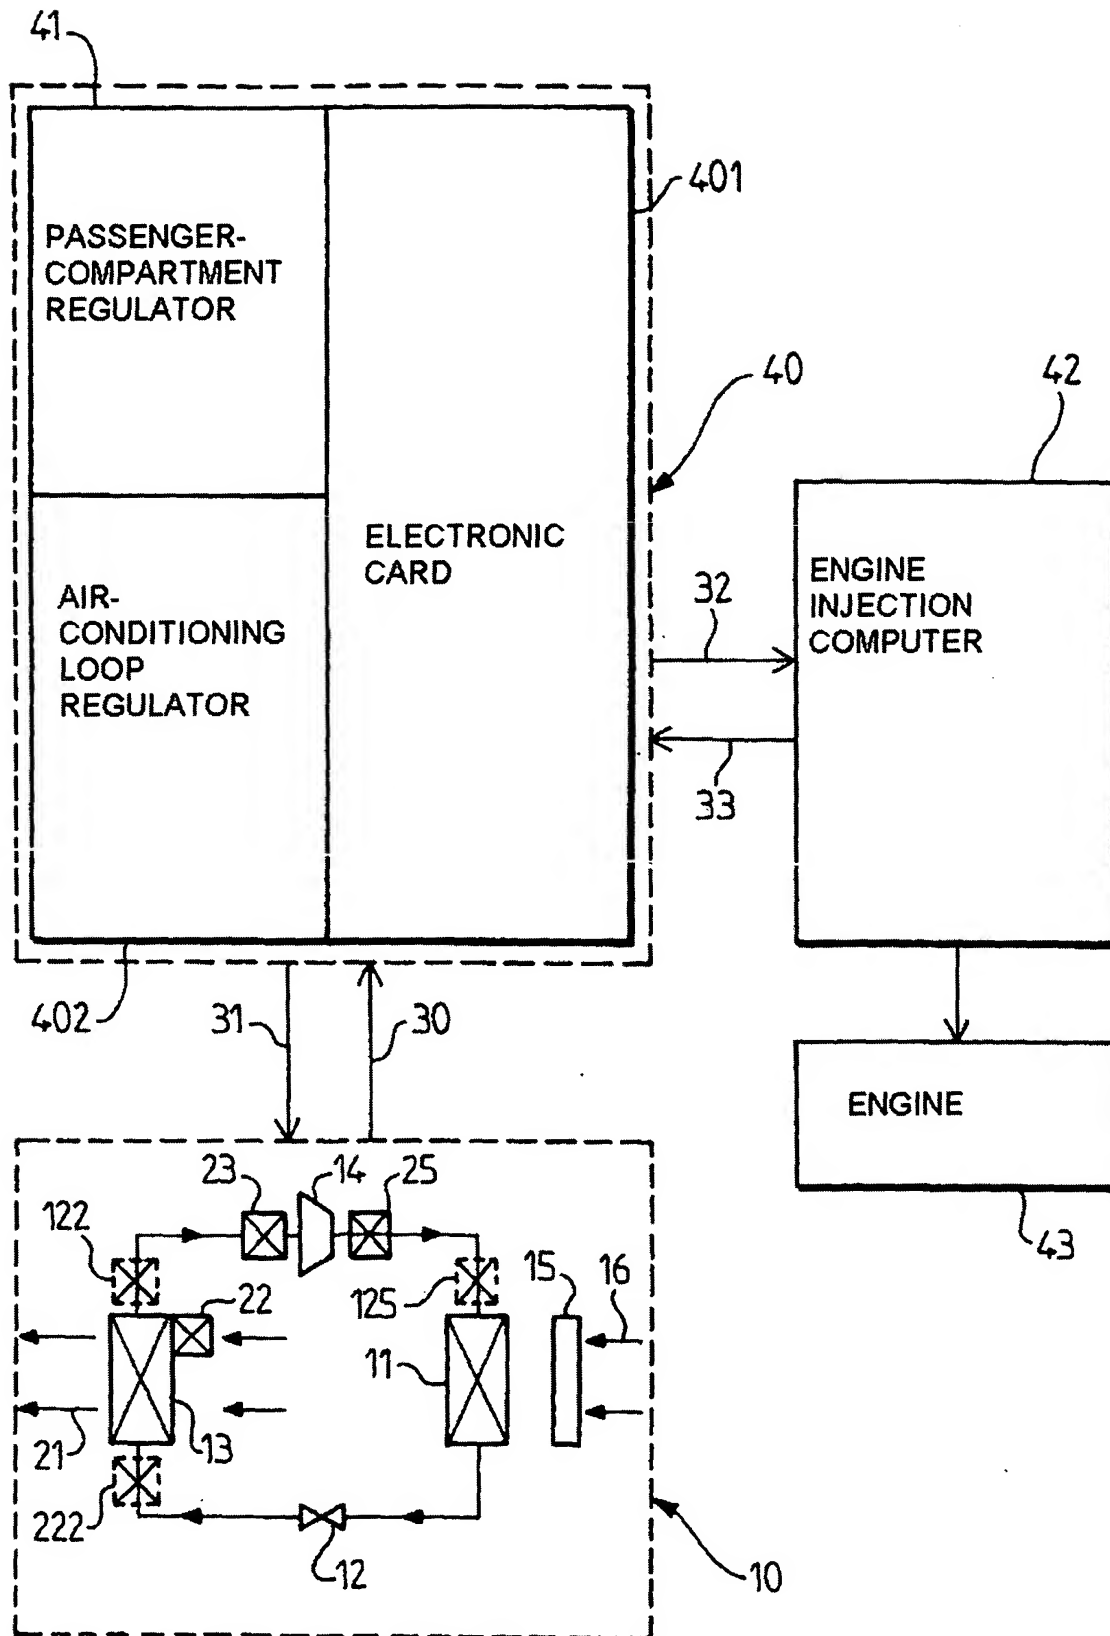 41
401
PASSENGER-
COMPARTMENT
REGULATOR
40
42
ELECTRONIC
CARD
ENGINE
INJECTION
COMPUTER
AIR-
CONDITIONING
LOOP
REGULATOR
32
33
402
31
30
ENGINE
43
23
14
25
122
22
125
15
16
11
21
13
222
12
10